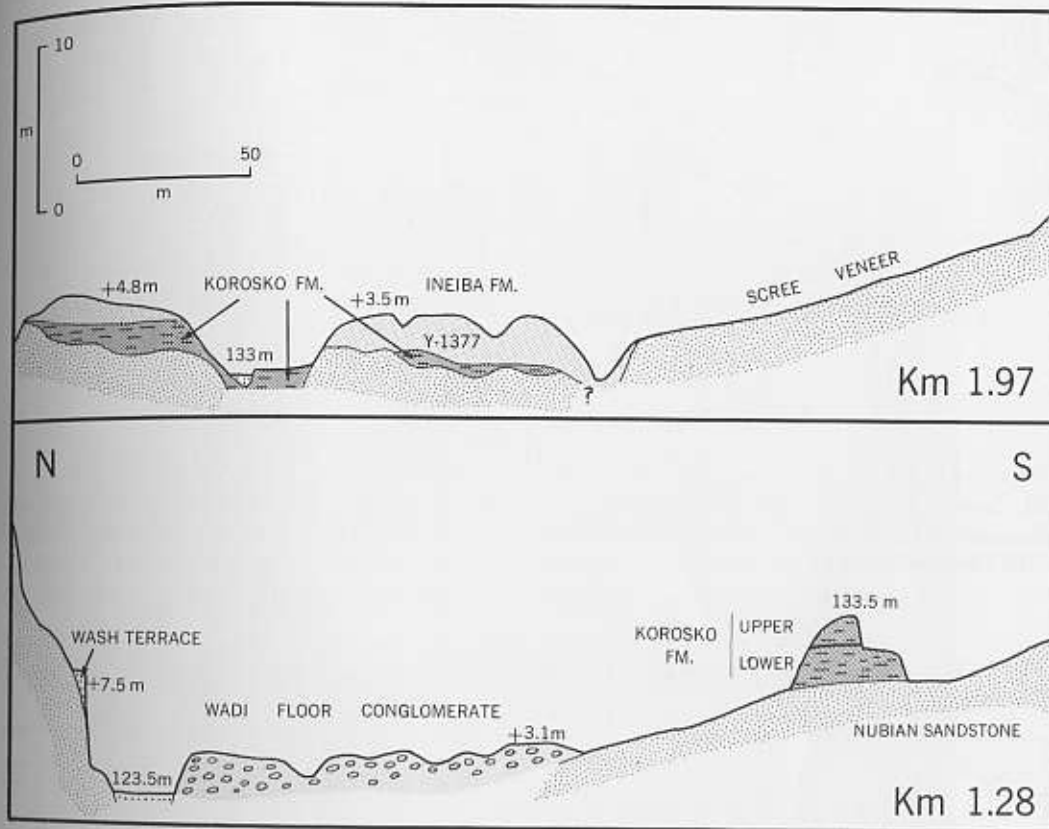 10
m
0
0 50
m
+4.8m
KOROSKO FM.
+3.5m
INEIBA FM.
SCREE VENEER
133m
Y-1377
?
Km 1.97
N
S
WASH TERRACE
+7.5m
WADI FLOOR CONGLOMERATE
+3.1m
123.5m
133.5 m
KOROSKO FM.
UPPER
LOWER
NUBIAN SANDSTONE
Km 1.28